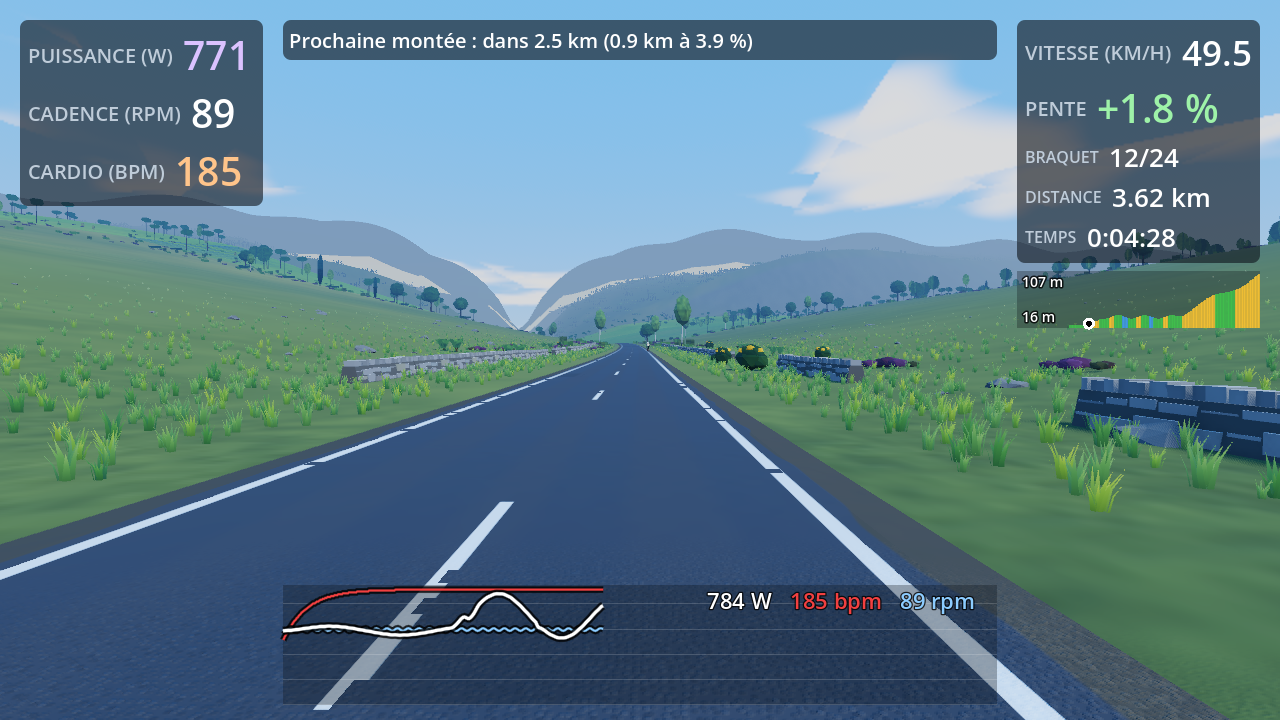 PUISSANCE (W) 771
CADENCE (RPM) 89
CARDIO (BPM) 185
Prochaine montée : dans 2.5 km (0.9 km à 3.9 %)
VITESSE (KM/H) 49.5
PENTE +1.8 %
BRAQUET 12/24
DISTANCE 3.62 km
TEMPS 0:04:28
107 m
16 m
784 W 185 bpm 89 rpm